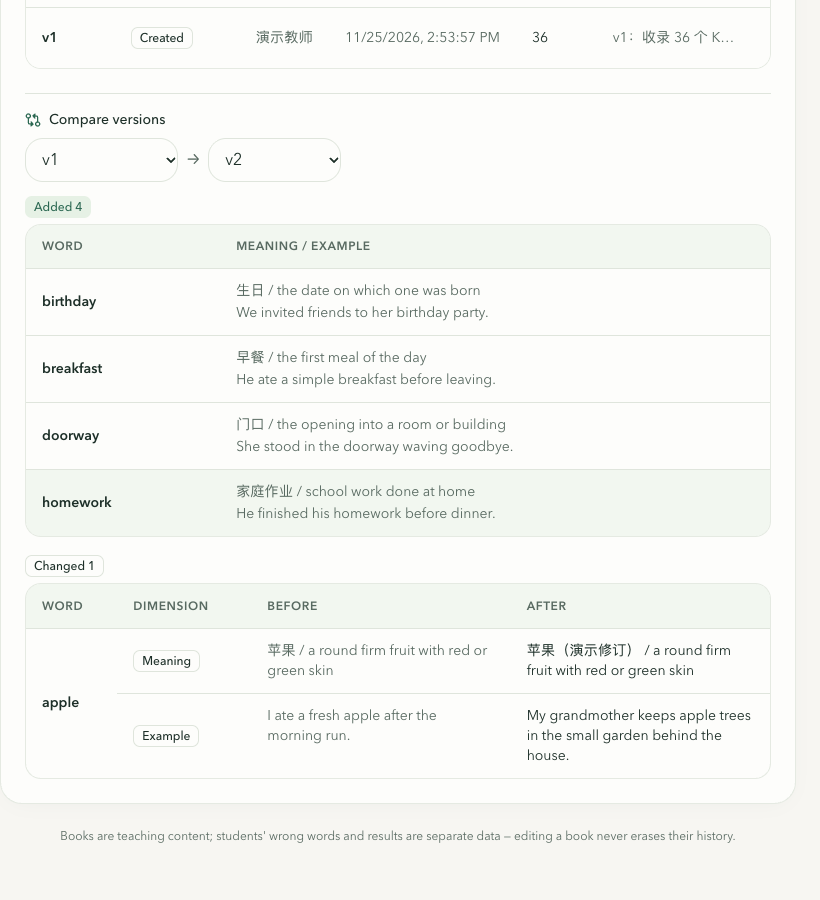 v1 Created 演示教师 11/25/2026, 2:53:57 PM 36 v1：收录 36 个 K...
Compare versions
v1 → v2
Added 4
WORD MEANING / EXAMPLE
birthday
生日 / the date on which one was born
We invited friends to her birthday party.
breakfast
早餐 / the first meal of the day
He ate a simple breakfast before leaving.
doorway
门口 / the opening into a room or building
She stood in the doorway waving goodbye.
homework
家庭作业 / school work done at home
He finished his homework before dinner.
Changed 1
WORD DIMENSION BEFORE AFTER
apple
Meaning
苹果 / a round firm fruit with red or
green skin
苹果（演示修订） / a round firm
fruit with red or green skin
Example
I ate a fresh apple after the
morning run.
My grandmother keeps apple trees
in the small garden behind the
house.
Books are teaching content; students' wrong words and results are separate data — editing a book never erases their history.